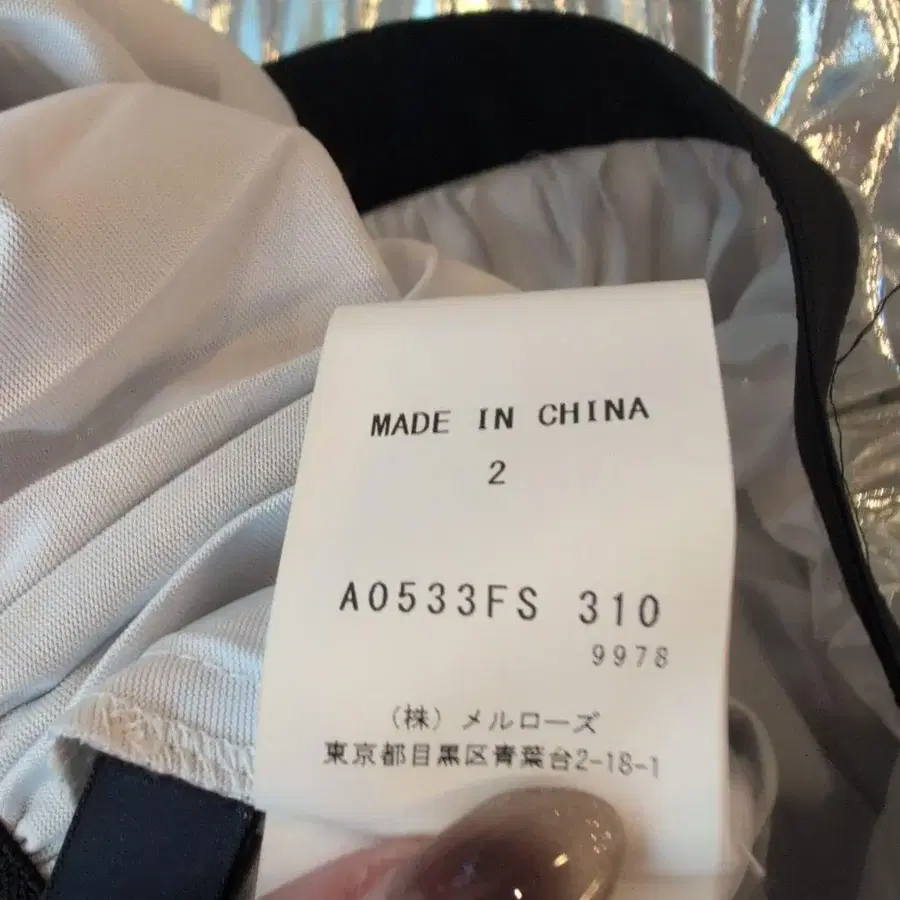 MADE IN CHINA
2
A0533FS 310
9978
(株) メルローズ
東京都目黒区青葉台2-18-1